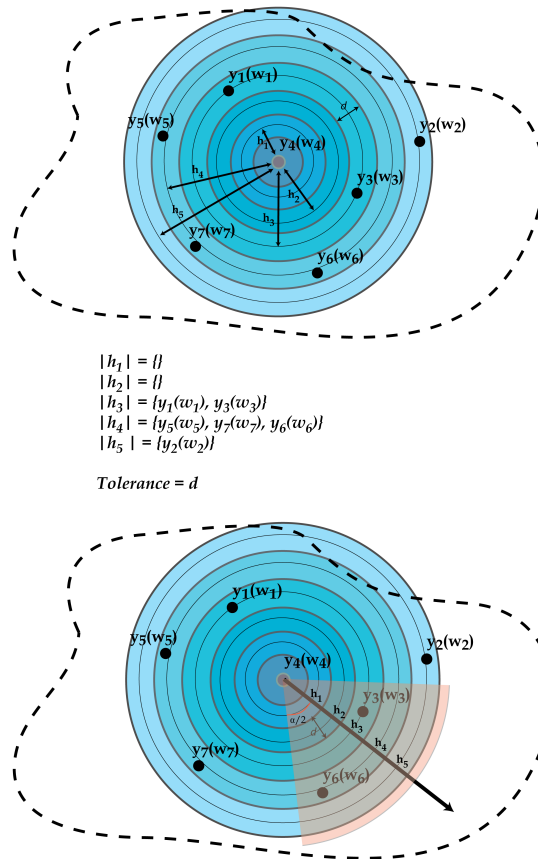 y1(w1)
d
y5(w5)
y2(w2)
h1
y4(w4)
h4
h2
y3(w3)
h5
h3
y7(w7)
y6(w6)
|h1| = {}
|h2| = {}
|h3| = {y1(w1), y3(w3)}
|h4| = {y5(w5), y7(w7), y6(w6)}
|h5 | = {y2(w2)}
Tolerance = d
y1(w1)
y5(w5)
y2(w2)
y4(w4)
h1
y3(w3)
h2
α/2
h3
d
h4
y7(w7)
h5
y6(w6)